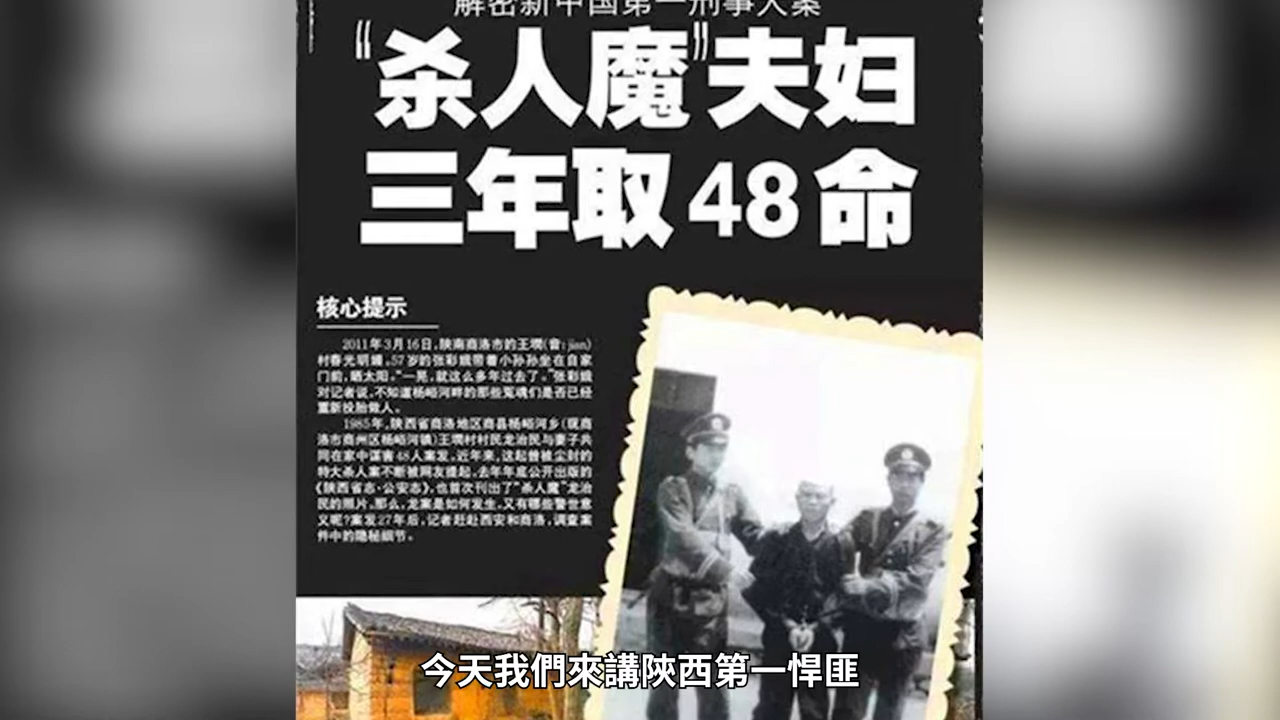 解密新中国第一刑事大案
“杀人魔”夫妇
三年取48命
核心提示
2011年3月16日，陕南商洛市的王墹(音：jian)
村春光明媚。57岁的张彩娥带着小孙孙坐在自家
门前，晒太阳。“一晃，就这么多年过去了。”张彩娥
对记者说，不知道杨峪河畔的那些冤魂们是否已经
重新投胎做人。
1985年，陕西省商洛地区商县杨峪河乡(现商
洛市商州区杨峪河镇)王墹村村民龙治民与妻子共
同在家中谋害48人案发。近年来，这起曾被尘封的
特大杀人案不断被网友提起，去年年底公开出版的
《陕西省志·公安志》，也首次刊出了“杀人魔”龙治
民的照片。那么，龙案是如何发生，又有哪些警世意
义呢？案发27年后，记者赶赴西安和商洛，调查案
件中的隐秘细节。
今天我們來講陝西第一悍匪